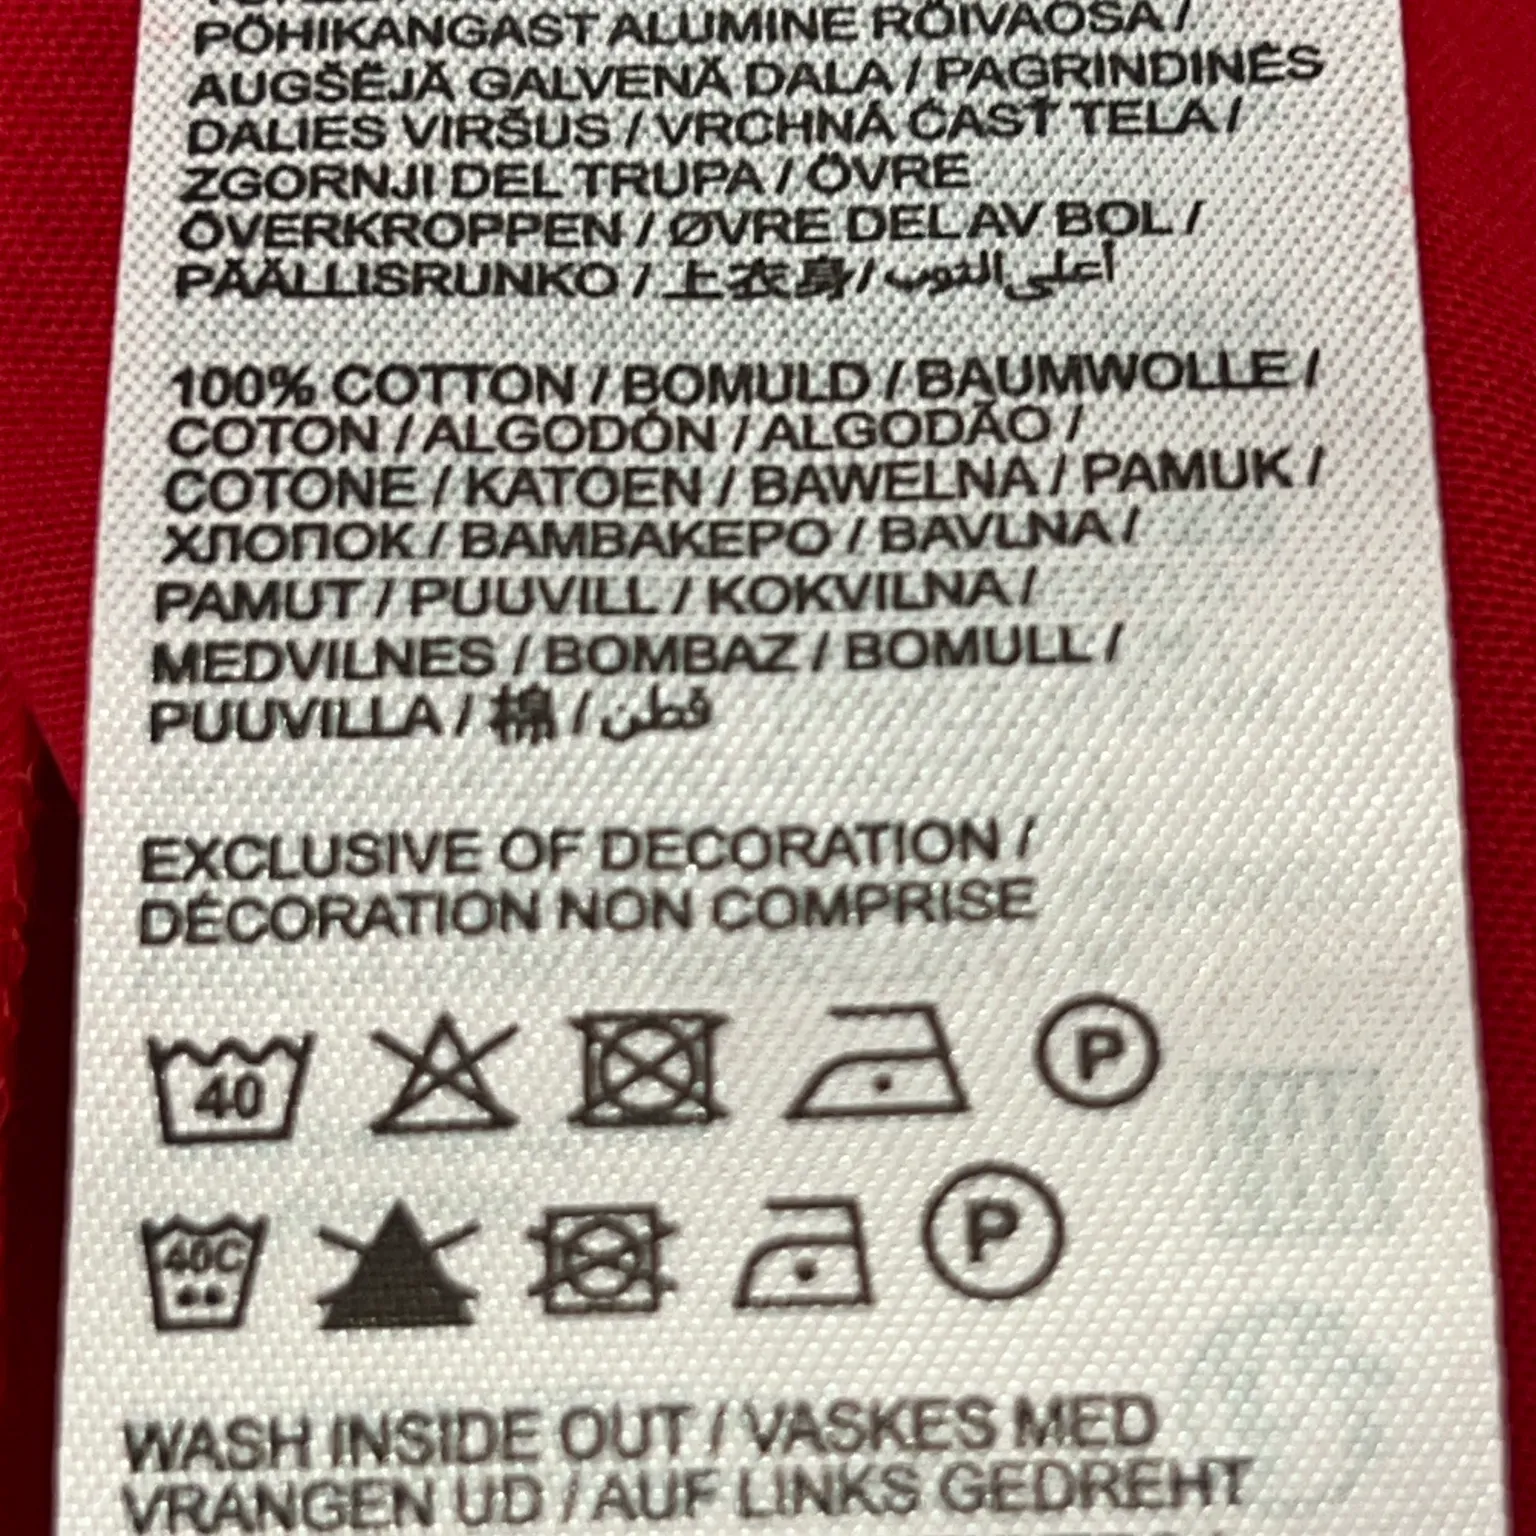 PÕHIKANGAST ALUMINE RÕIVAOSA /
AUGŠĒJĀ GALVENĀ DAĻA / PAGRINDINĖS
DALIES VIRŠUS / VRCHNÁ ČASŤ TELA /
ZGORNJI DEL TRUPA / ÖVRE
ÖVERKROPPEN / ØVRE DEL AV BOL /
PÄÄLLISRUNKO / 上衣身 / أعلى الثوب
100% COTTON / BOMULD / BAUMWOLLE /
COTON / ALGODÓN / ALGODÃO /
COTONE / KATOEN / BAWEŁNA / PAMUK /
ХЛОПОК / ΒΑΜΒΑΚΕΡΟ / BAVLNA /
PAMUT / PUUVILL / KOKVILNA /
MEDVILNES / BOMBAZ / BOMULL /
PUUVILLA / 棉 / قطن
EXCLUSIVE OF DECORATION /
DÉCORATION NON COMPRISE
40 P
40C P
WASH INSIDE OUT / VASKES MED
VRANGEN UD / AUF LINKS GEDREHT